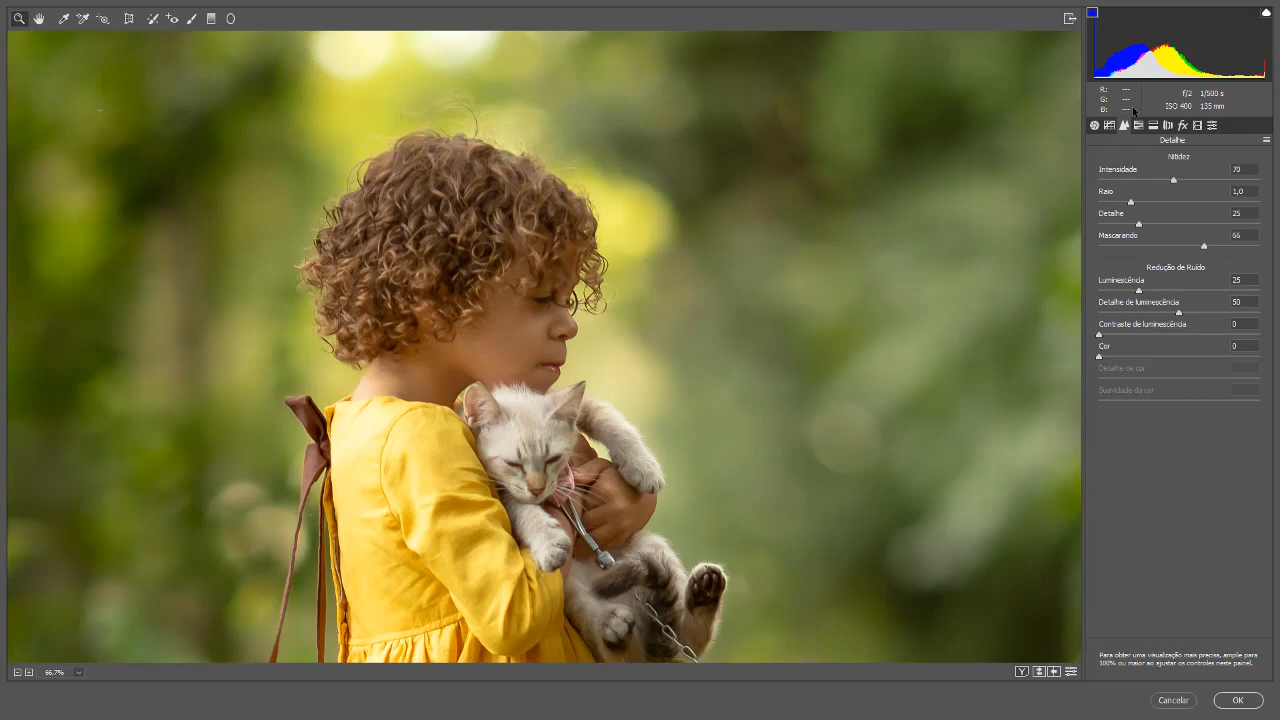 R: ---
G: ---
B: ---
f/2 1/500 s
ISO 400 135 mm
Detalhe
Nitidez
Intensidade 70
Raio 1,0
Detalhe 25
Mascarando 66
Redução de Ruído
Luminescência 25
Detalhe de luminescência 50
Contraste de luminescência 0
Cor 0
Detalhe de cor
Suavidade da cor
Para obter uma visualização mais precisa, amplie para
100% ou maior ao ajustar os controles neste painel.
66,7%
Y
Cancelar OK